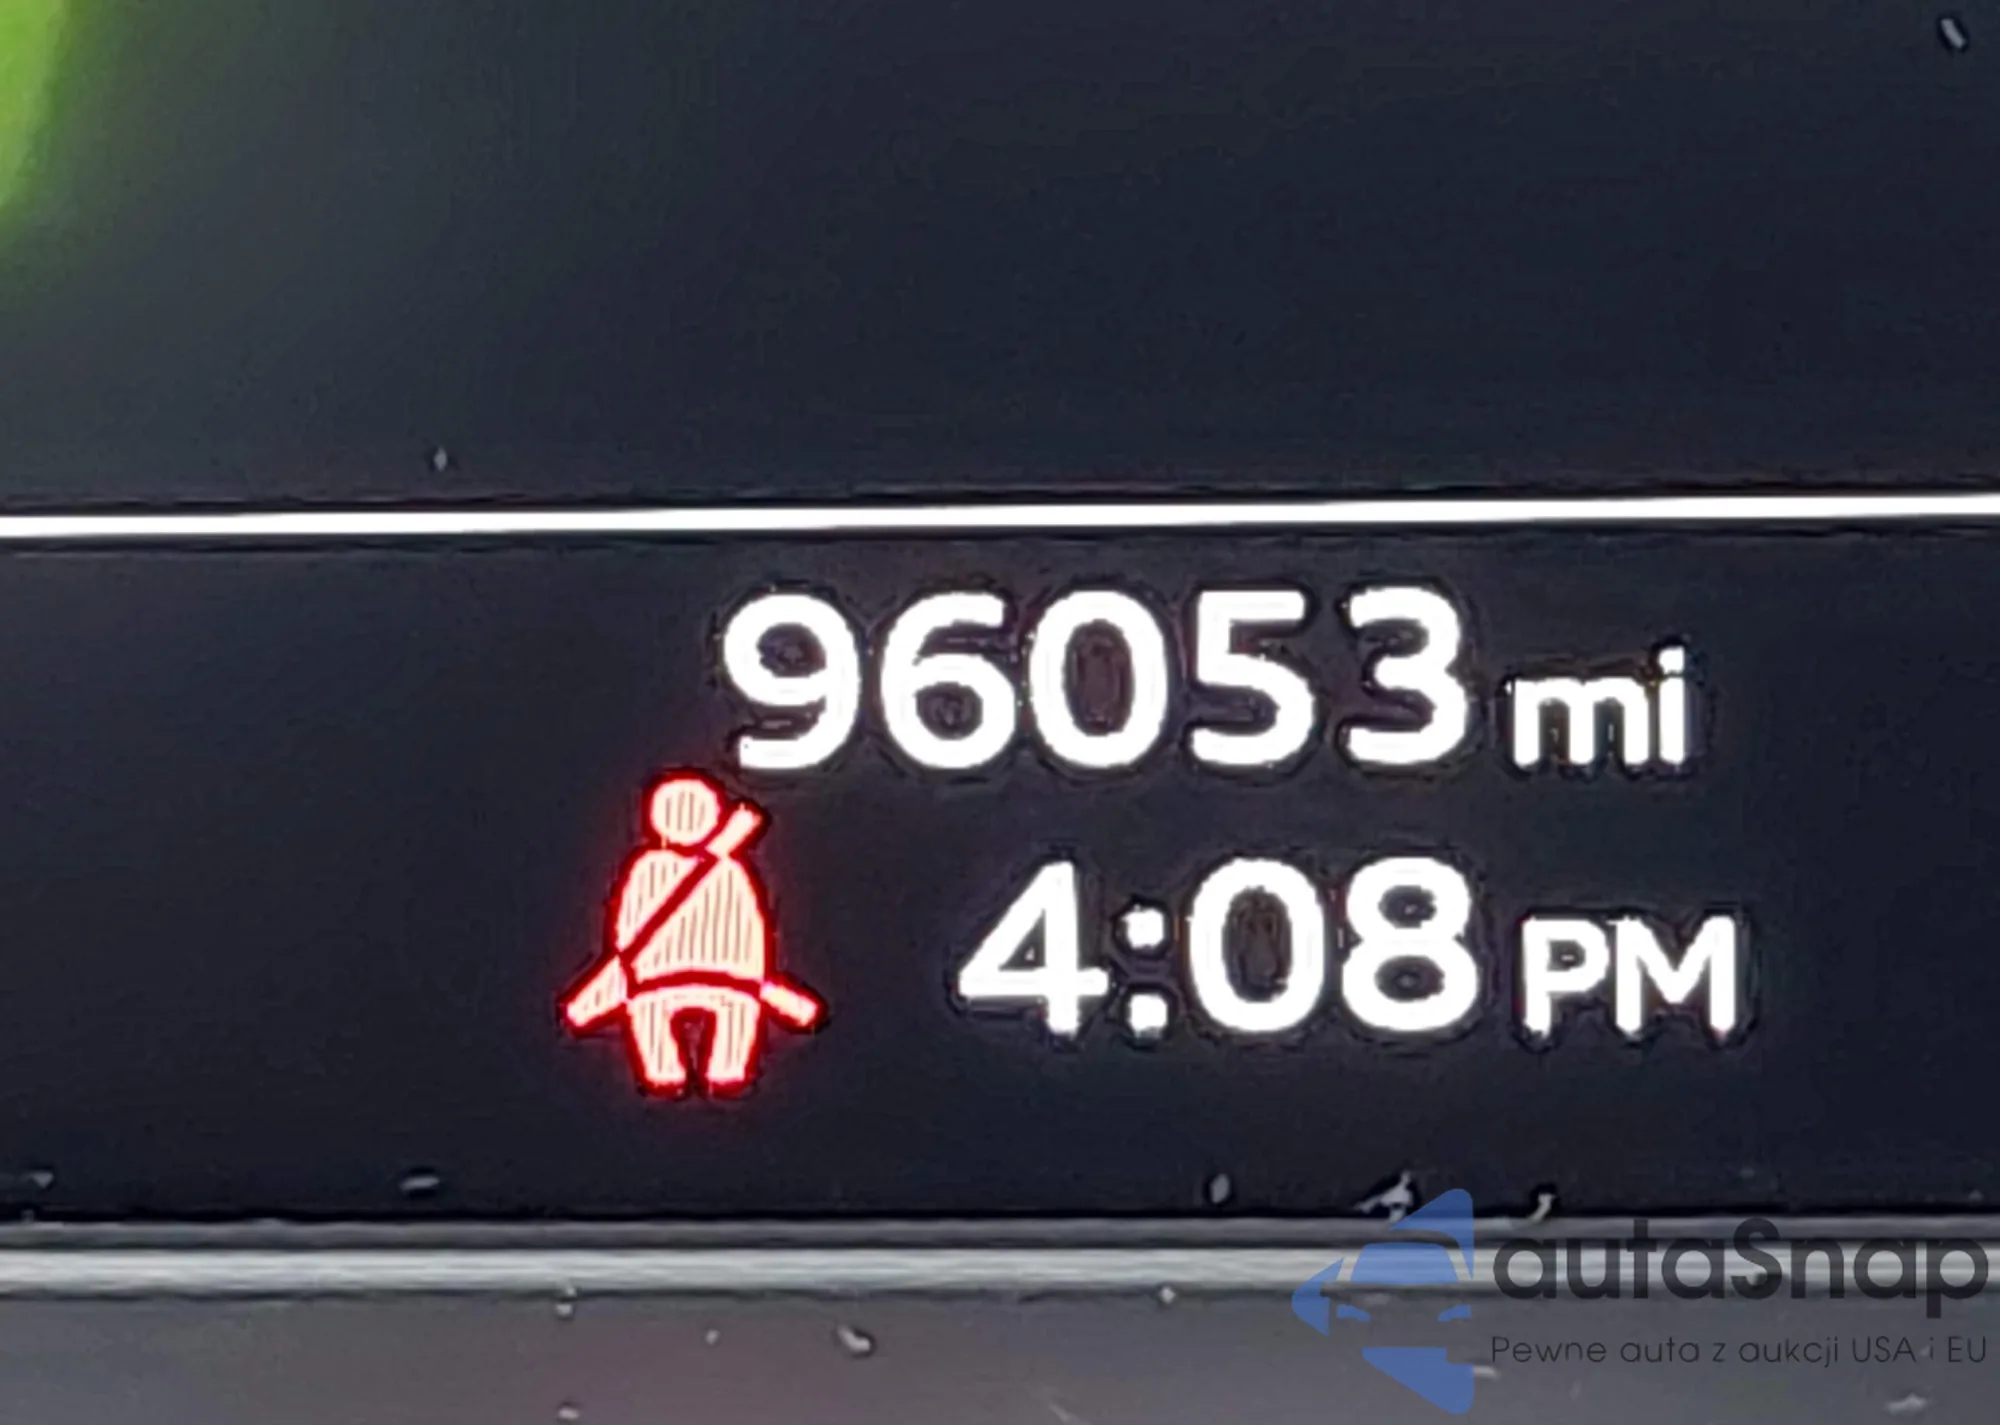 96053 mi
4:08 PM
autaSnap
Pewne auta z aukcji USA i EU